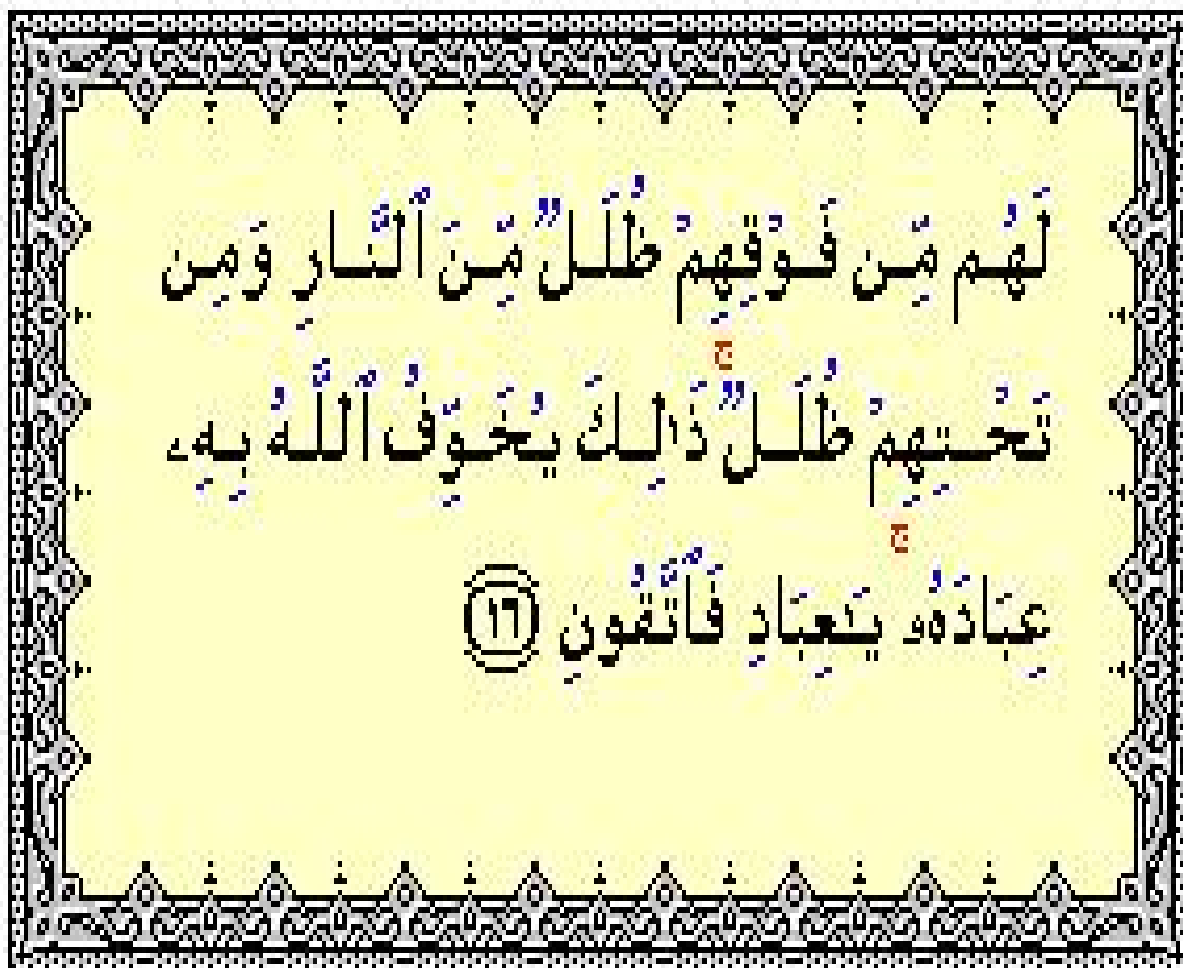 لَهُم مِّن فَوْقِهِمْ ظُلَلٌ مِّنَ ٱلنَّارِ وَمِن
تَحْتِهِمْ ظُلَلٌ ۚ ذَٰلِكَ يُخَوِّفُ ٱللَّهُ بِهِۦ
عِبَادَهُۥ ۚ يَـٰعِبَادِ فَٱتَّقُونِ ١٦